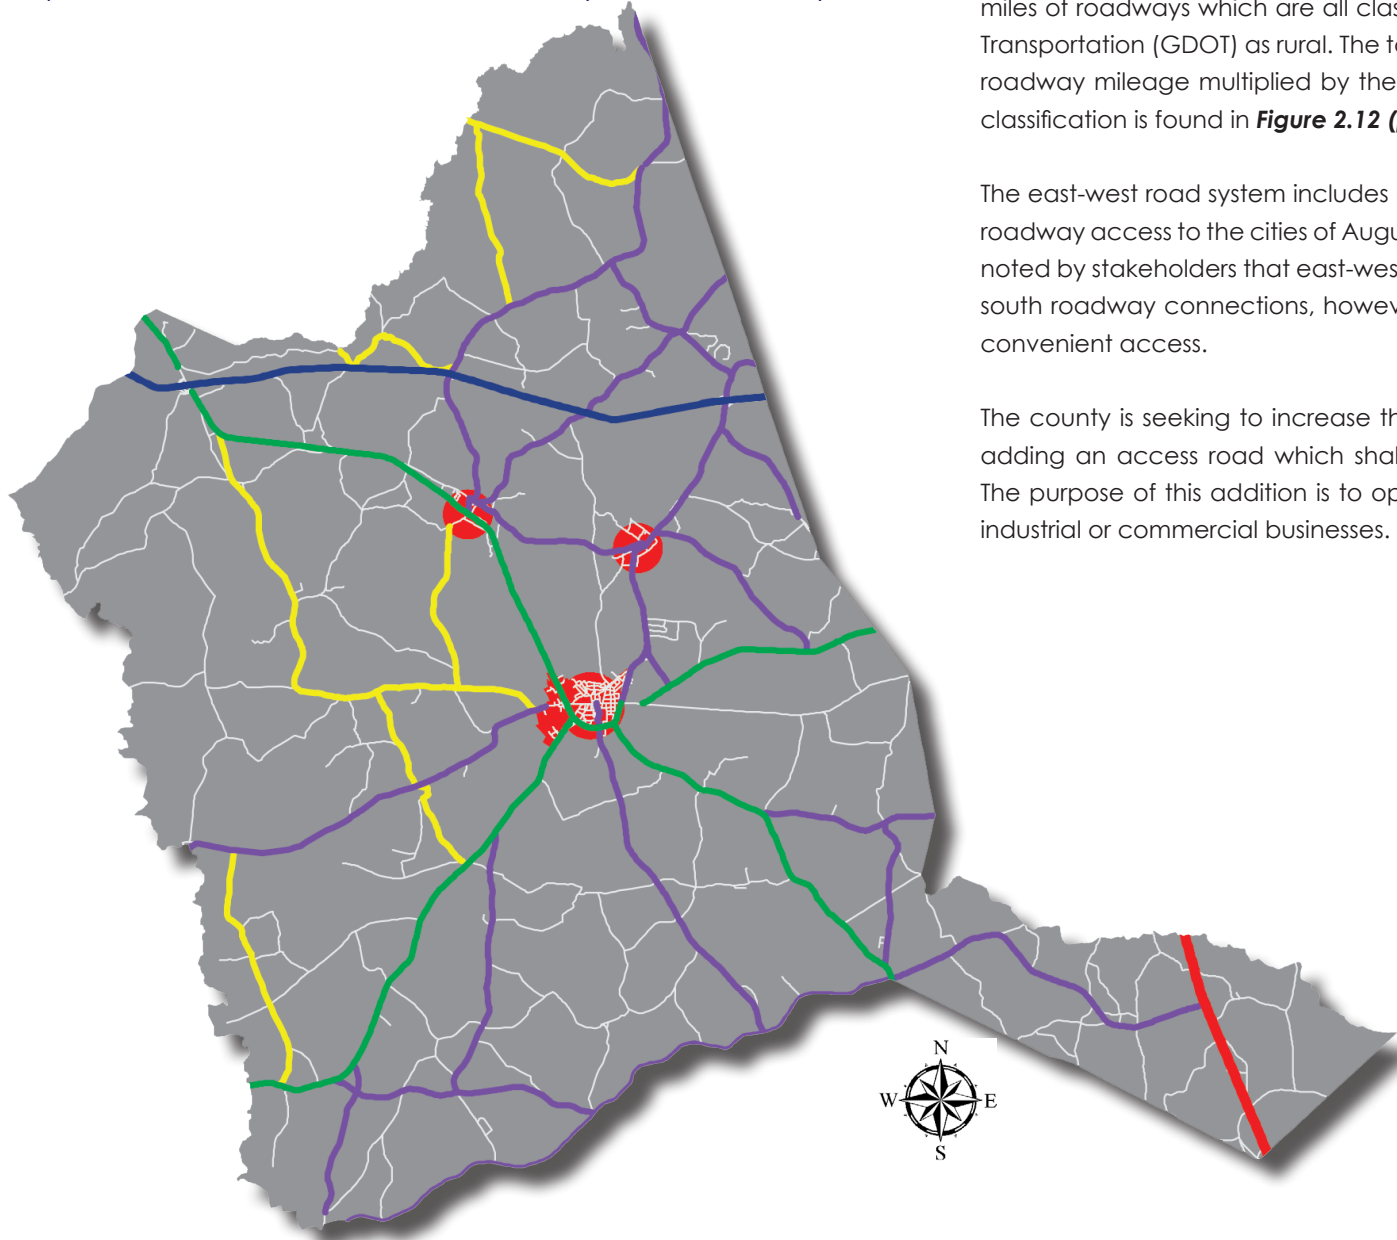 miles of roadways which are all clas
Transportation (GDOT) as rural. The t
roadway mileage multiplied by the
classification is found in Figure 2.12 (
The east-west road system includes
roadway access to the cities of Augu
noted by stakeholders that east-wes
south roadway connections, howev
convenient access.
The county is seeking to increase th
adding an access road which shal
The purpose of this addition is to op
industrial or commercial businesses.
N
W E
S